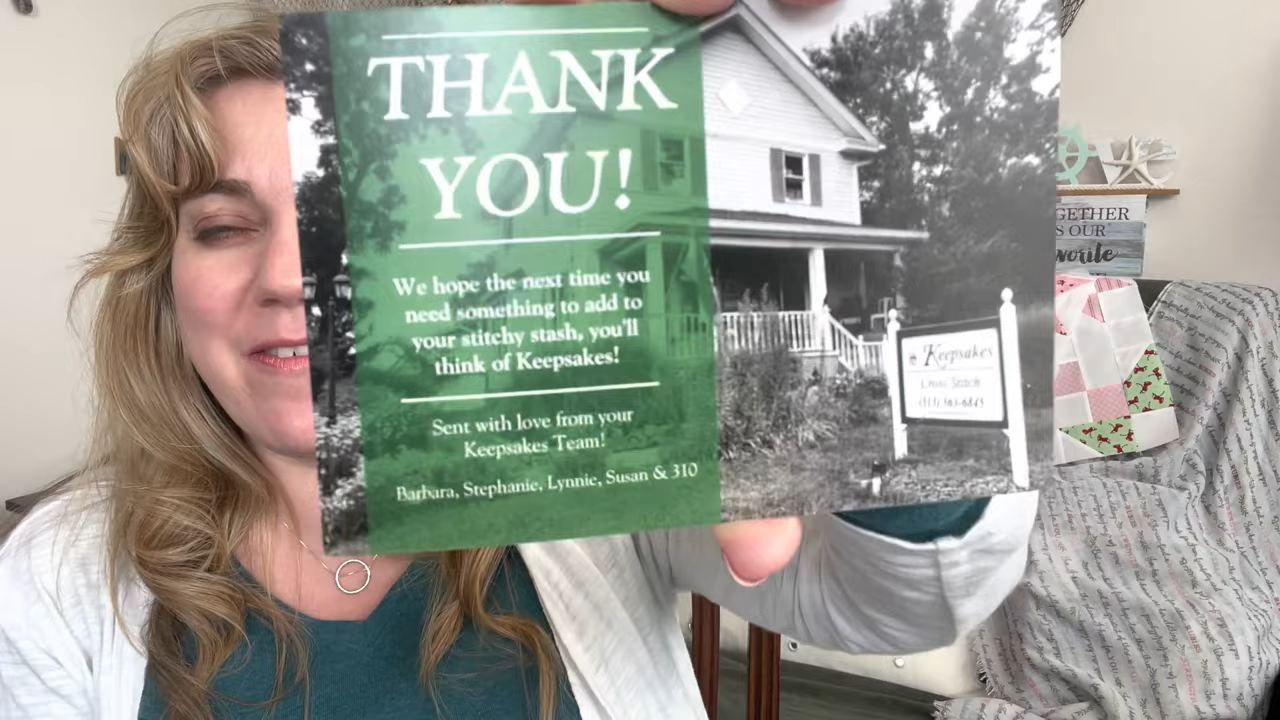 THANK
YOU!
We hope the next time you
need something to add to
your stitchy stash, you'll
think of Keepsakes!
Sent with love from your
Keepsakes Team!
Barbara, Stephanie, Lynnie, Susan & 310
Keepsakes
Cross Stitch
GETHER
S OUR
vorite